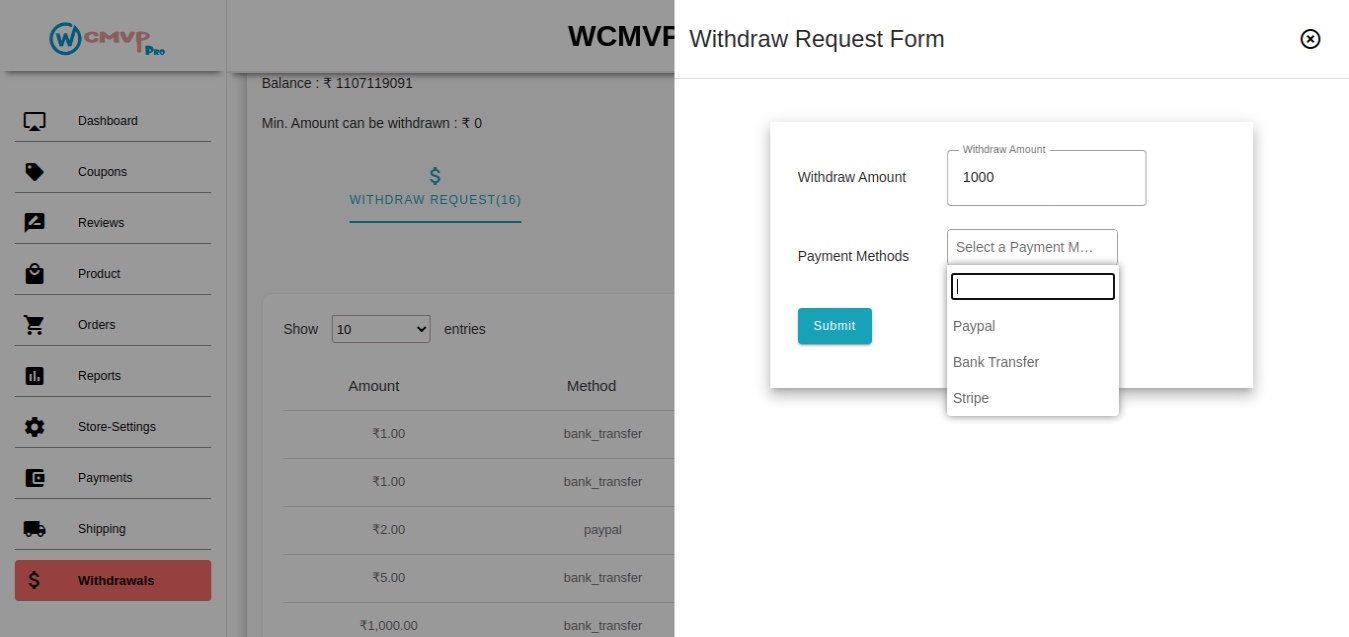 WCMVP
Pro
Dashboard
Coupons
Reviews
Product
Orders
Reports
Store-Settings
Payments
Shipping
Withdrawals
WCMVP
Balance : ₹ 1107119091
Min. Amount can be withdrawn : ₹ 0
WITHDRAW REQUEST(16)
Show 10 entries
Amount Method
₹1.00 bank_transfer
₹1.00 bank_transfer
₹2.00 paypal
₹5.00 bank_transfer
₹1,000.00 bank_transfer
Withdraw Request Form
Withdraw Amount
Withdraw Amount 1000
Payment Methods Select a Payment M...
Paypal
Bank Transfer
Stripe
Submit